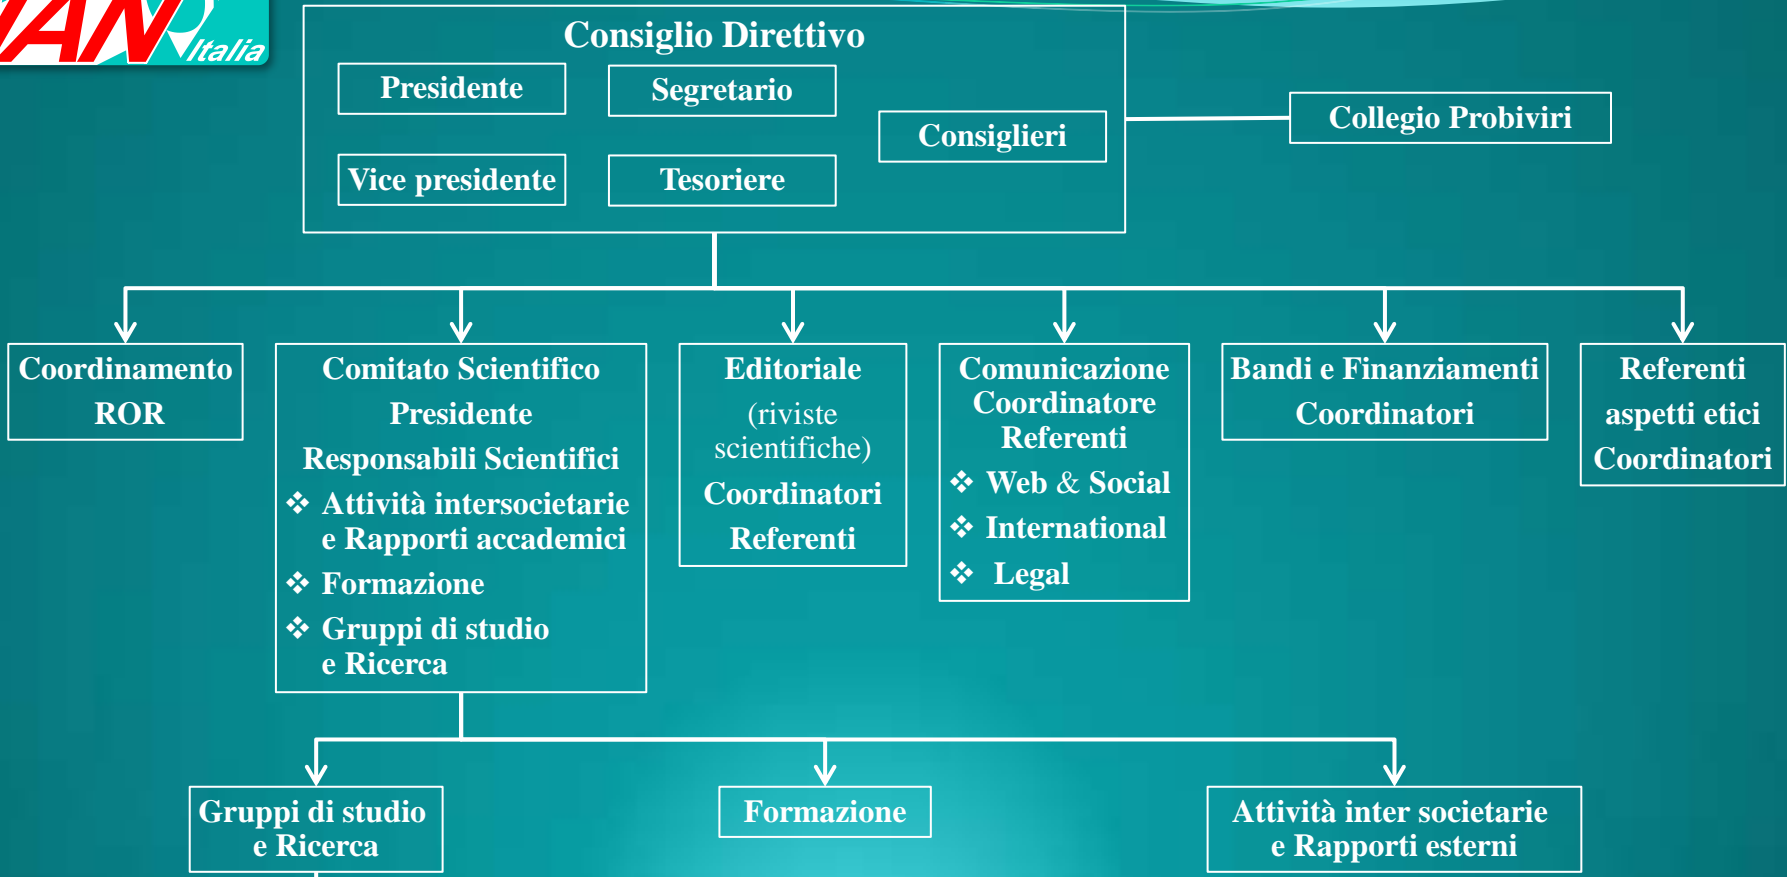 Italia
Consiglio Direttivo
Presidente
Segretario
Consiglieri
Vice presidente
Tesoriere
Collegio Probiviri
Coordinamento
ROR
Comitato Scientifico
Presidente
Responsabili Scientifici
❖ Attività intersocietarie
e Rapporti accademici
❖ Formazione
❖ Gruppi di studio
e Ricerca
Editoriale
(riviste
scientifiche)
Coordinatori
Referenti
Comunicazione
Coordinatore
Referenti
❖ Web & Social
❖ International
❖ Legal
Bandi e Finanziamenti
Coordinatori
Referenti
aspetti etici
Coordinatori
Gruppi di studio
e Ricerca
Formazione
Attività inter societarie
e Rapporti esterni